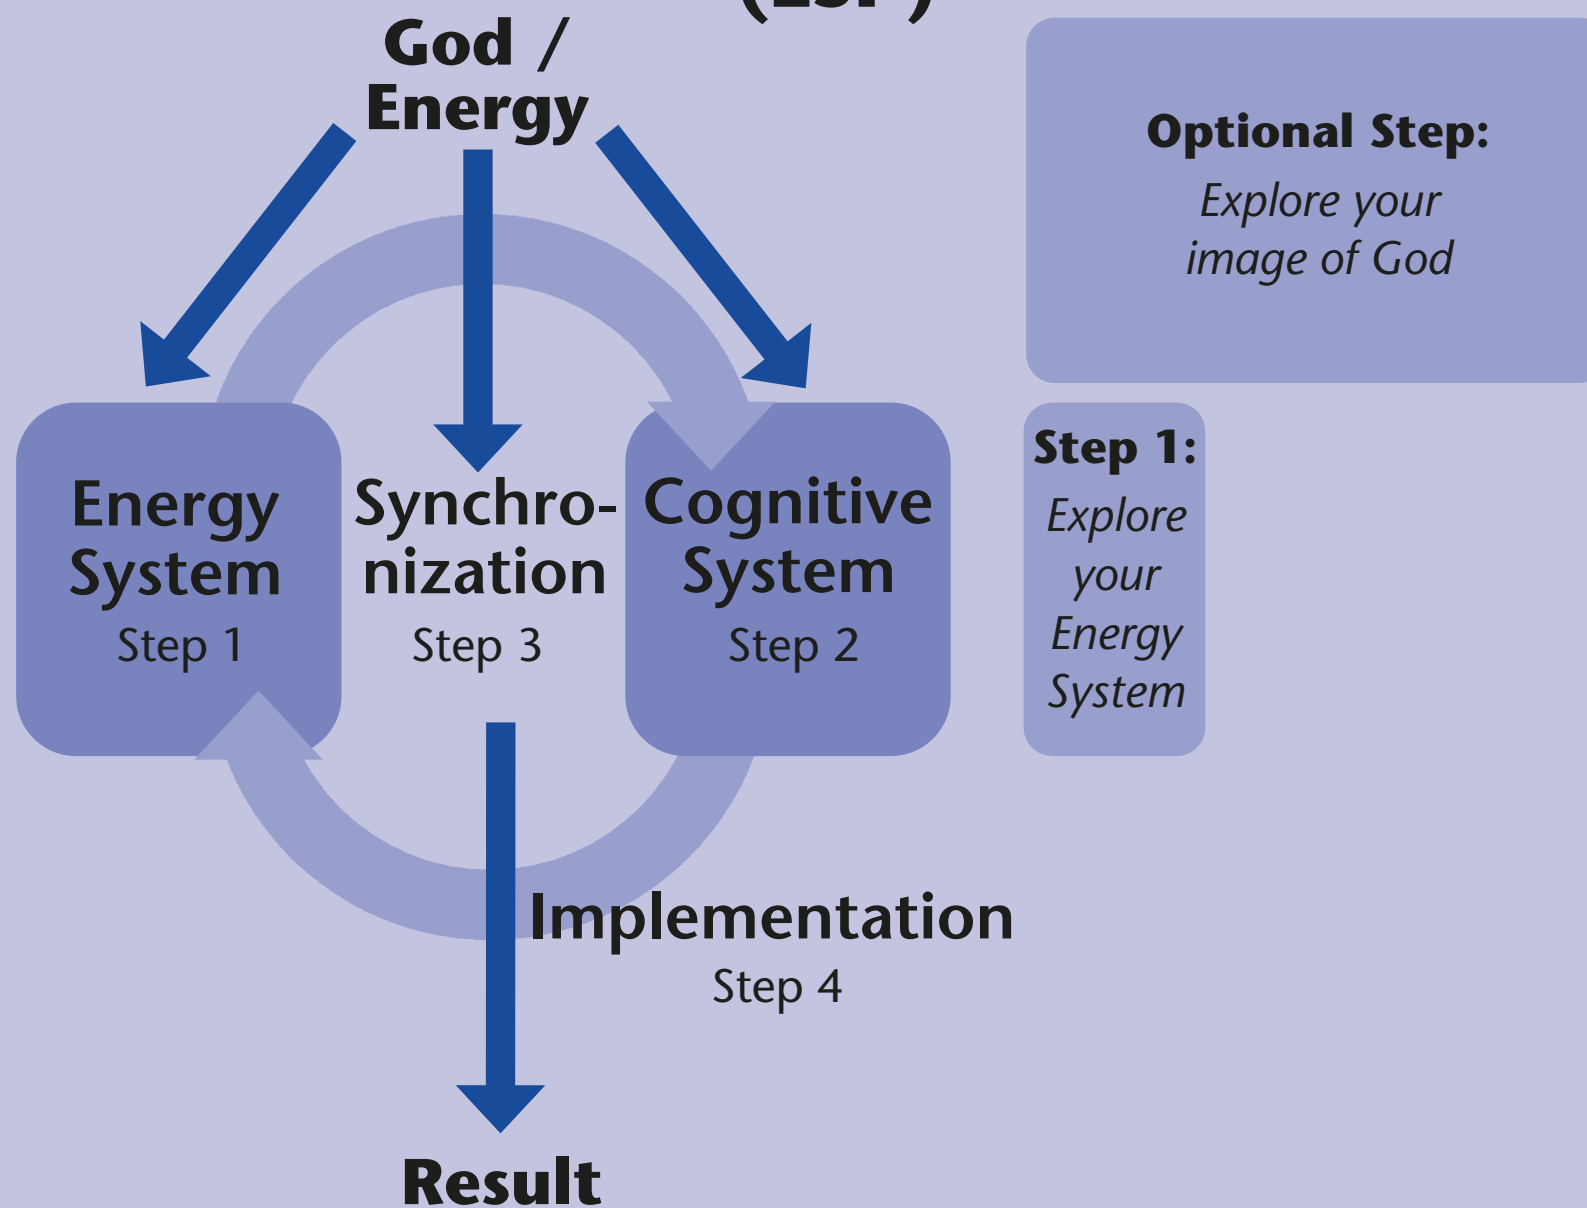 God /
Energy
Energy
System
Step 1
Synchro-
nization
Step 3
Cognitive
System
Step 2
Implementation
Step 4
Result
Optional Step:
Explore your
image of God
Step 1:
Explore
your
Energy
System